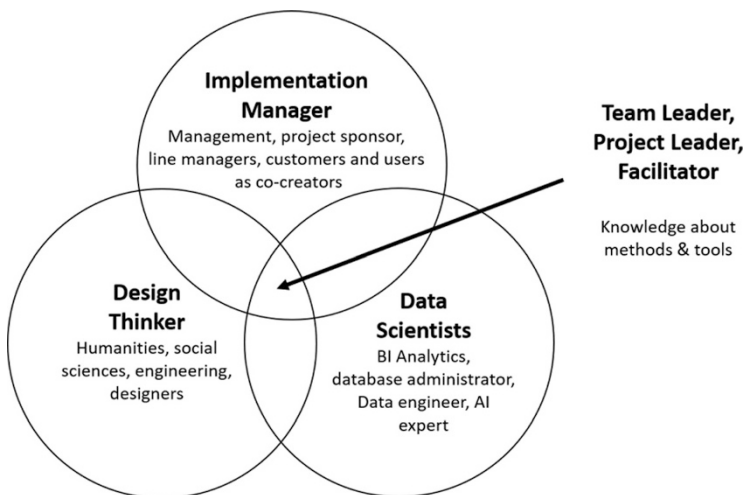 Implementation
Manager
Management, project sponsor,
line managers, customers and users
as co-creators
Team Leader,
Project Leader,
Facilitator
Knowledge about
methods & tools
Design
Thinker
Humanities, social
sciences, engineering,
designers
Data
Scientists
BI Analytics,
database administrator,
Data engineer, AI
expert